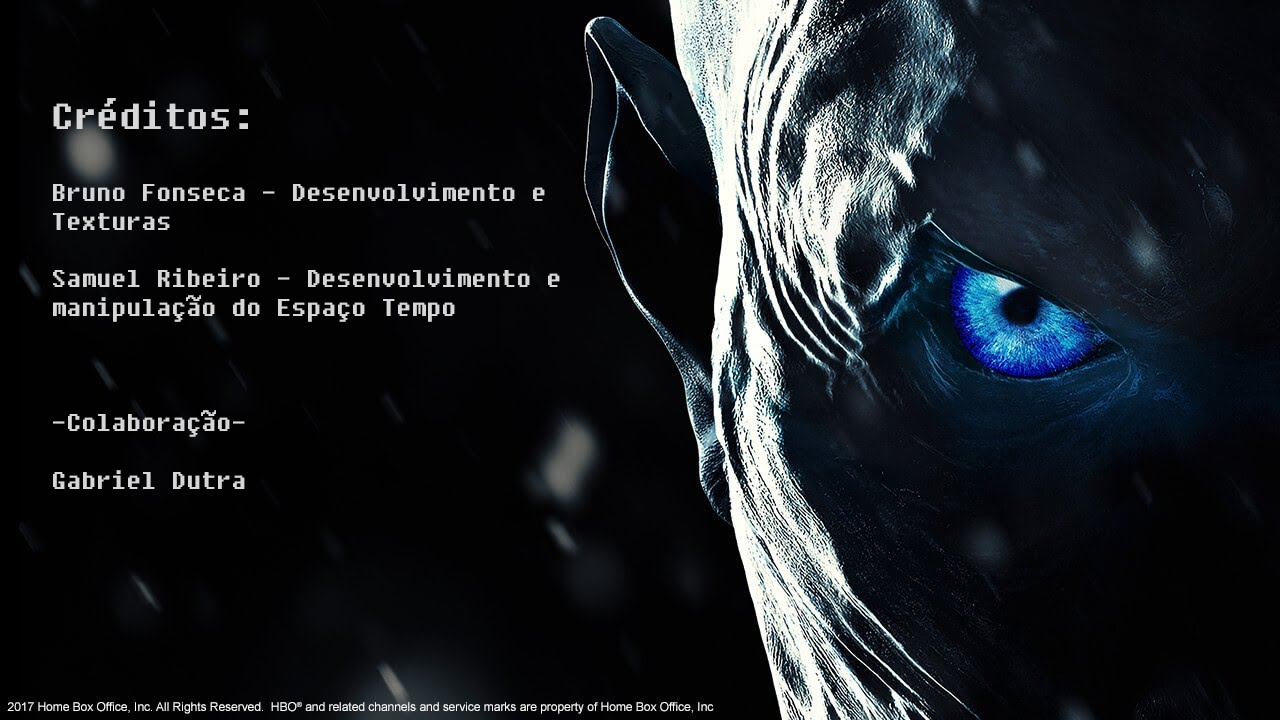 Créditos:
Bruno Fonseca - Desenvolvimento e
Texturas
Samuel Ribeiro - Desenvolvimento e
manipulação do Espaço Tempo
-Colaboração-
Gabriel Dutra
2017 Home Box Office, Inc. All Rights Reserved. HBO® and related channels and service marks are property of Home Box Office, Inc